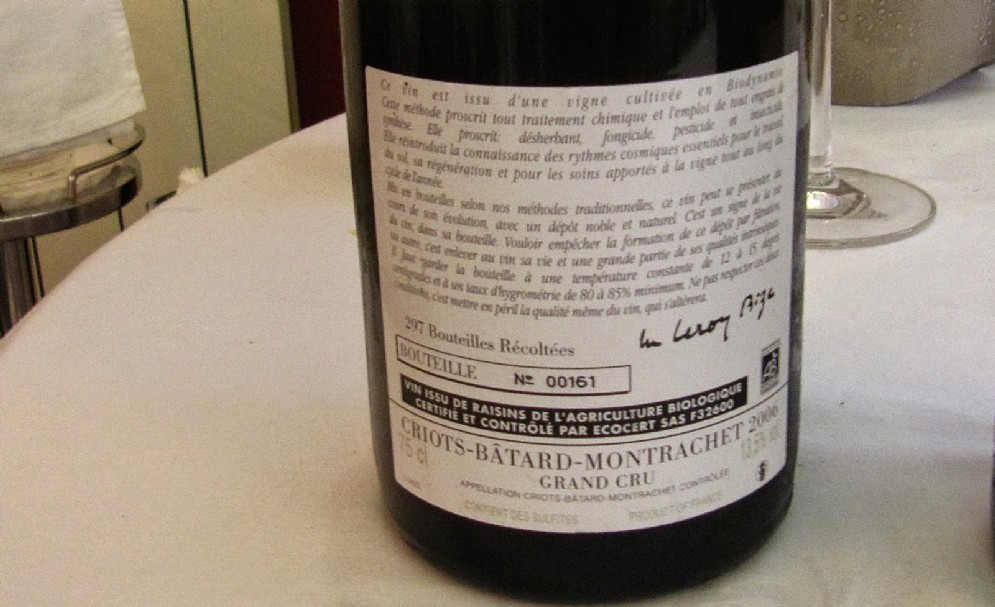 Ce vin est issu d'une vigne cultivée en Biodynamie
Cette méthode proscrit tout traitement chimique et l'emploi de tout engrais de
synthèse. Elle proscrit: désherbant, fongicide, pesticide et insecticide
Elle réintroduit la connaissance des rythmes cosmiques essentiels pour le travail
du sol, sa régénération et pour les soins apportés à la vigne tout au long du
cycle de l'année.
Mis en bouteilles selon nos méthodes traditionnelles, ce vin peut se présenter au
cours de son évolution, avec un dépôt noble et naturel. C'est un signe de la vie
du vin, dans sa bouteille. Vouloir empêcher la formation de ce dépôt par filtration,
ou autre, c'est enlever au vin sa vie et une grande partie de ses qualités intrinsèques
Il faut garder la bouteille à une température constante de 12 à 15 degrés
centigrades et à un taux d'hygrométrie de 80 à 85% minimum. Ne pas respecter ces deux
conditions, c'est mettre en péril la qualité même du vin, qui s'altérera.
Leroy Bize
297 Bouteilles Récoltées
BOUTEILLE Nº 00161
AB
VIN ISSU DE RAISINS DE L'AGRICULTURE BIOLOGIQUE
CERTIFIÉ ET CONTRÔLÉ PAR ECOCERT SAS F32600
CRIOTS-BÂTARD-MONTRACHET 2006
75 cl GRAND CRU 13,5% vol
APPELLATION CRIOTS-BÂTARD-MONTRACHET CONTRÔLÉE
CONTIENT DES SULFITES PRODUCT OF FRANCE